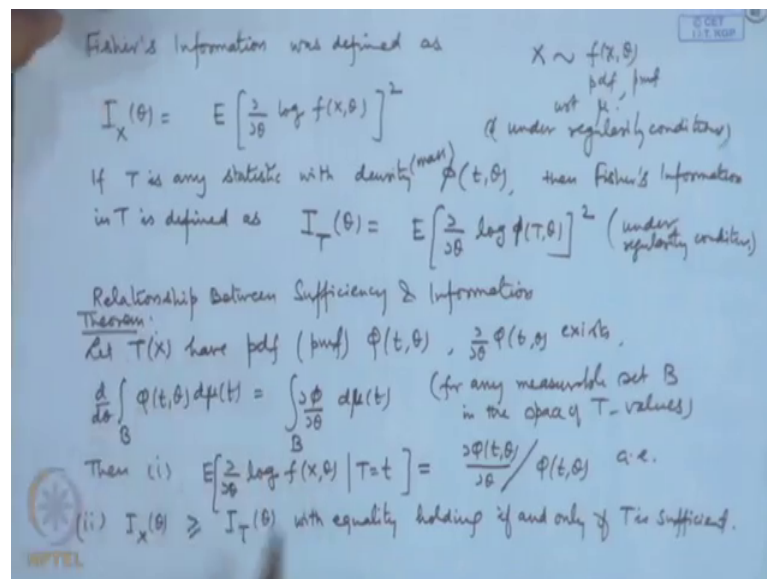 © CET
I.I.T. KGP
Fisher's Information was defined as X ~ f(x,θ)
pdf, pmf
wrt μ.
I_X(θ) = E[∂/∂θ log f(x,θ)]²
(under regularity conditions)
If T is any statistic with density (mass) φ(t,θ), then Fisher's Information
in T is defined as I_T(θ) = E[∂/∂θ log φ(T,θ)]² (under regularity conditions)
Relationship Between Sufficiency & Information
Theorem:
Let T(X) have pdf (pmf) φ(t,θ), ∂/∂θ φ(t,θ) exists,
d/dθ ∫_B φ(t,θ) dμ(t) = ∫_B ∂φ/∂θ dμ(t) (for any measurable set B
in the space of T-values)
Then (i) E[∂/∂θ log f(x,θ) | T=t] = ∂φ(t,θ)/∂θ / φ(t,θ) a.e.
(ii) I_X(θ) ≥ I_T(θ) with equality holding if and only if T is sufficient.
NPTEL